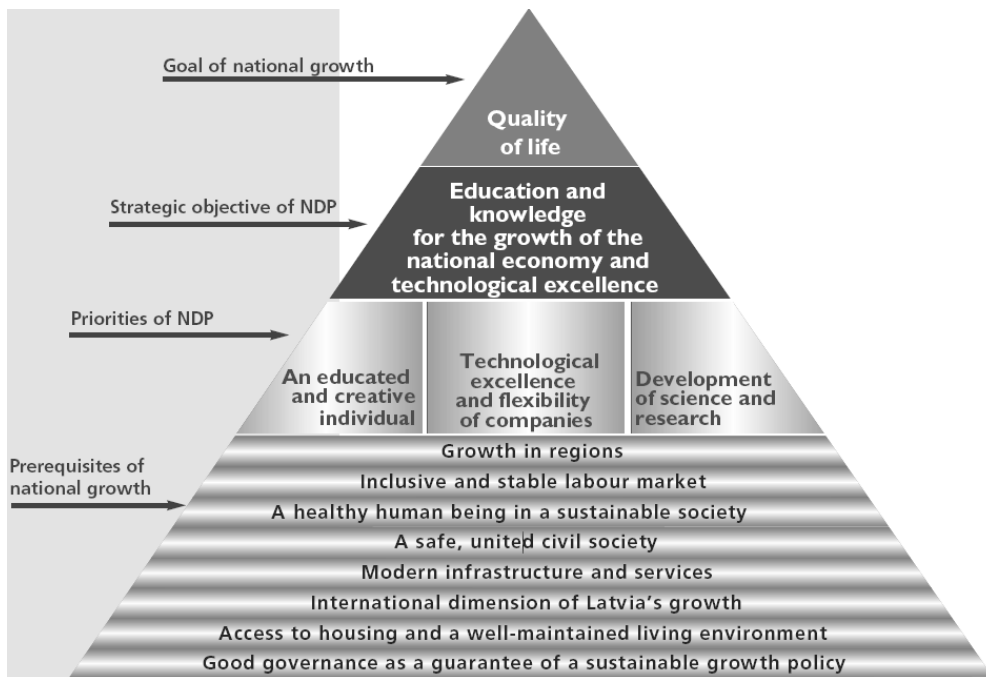 Goal of national growth
Quality
of life
Strategic objective of NDP
Education and
knowledge
for the growth of the
national economy and
technological excellence
Priorities of NDP
An educated
and creative
individual
Technological
excellence
and flexibility
of companies
Development
of science and
research
Prerequisites of
national growth
Growth in regions
Inclusive and stable labour market
A healthy human being in a sustainable society
A safe, united civil society
Modern infrastructure and services
International dimension of Latvia's growth
Access to housing and a well-maintained living environment
Good governance as a guarantee of a sustainable growth policy